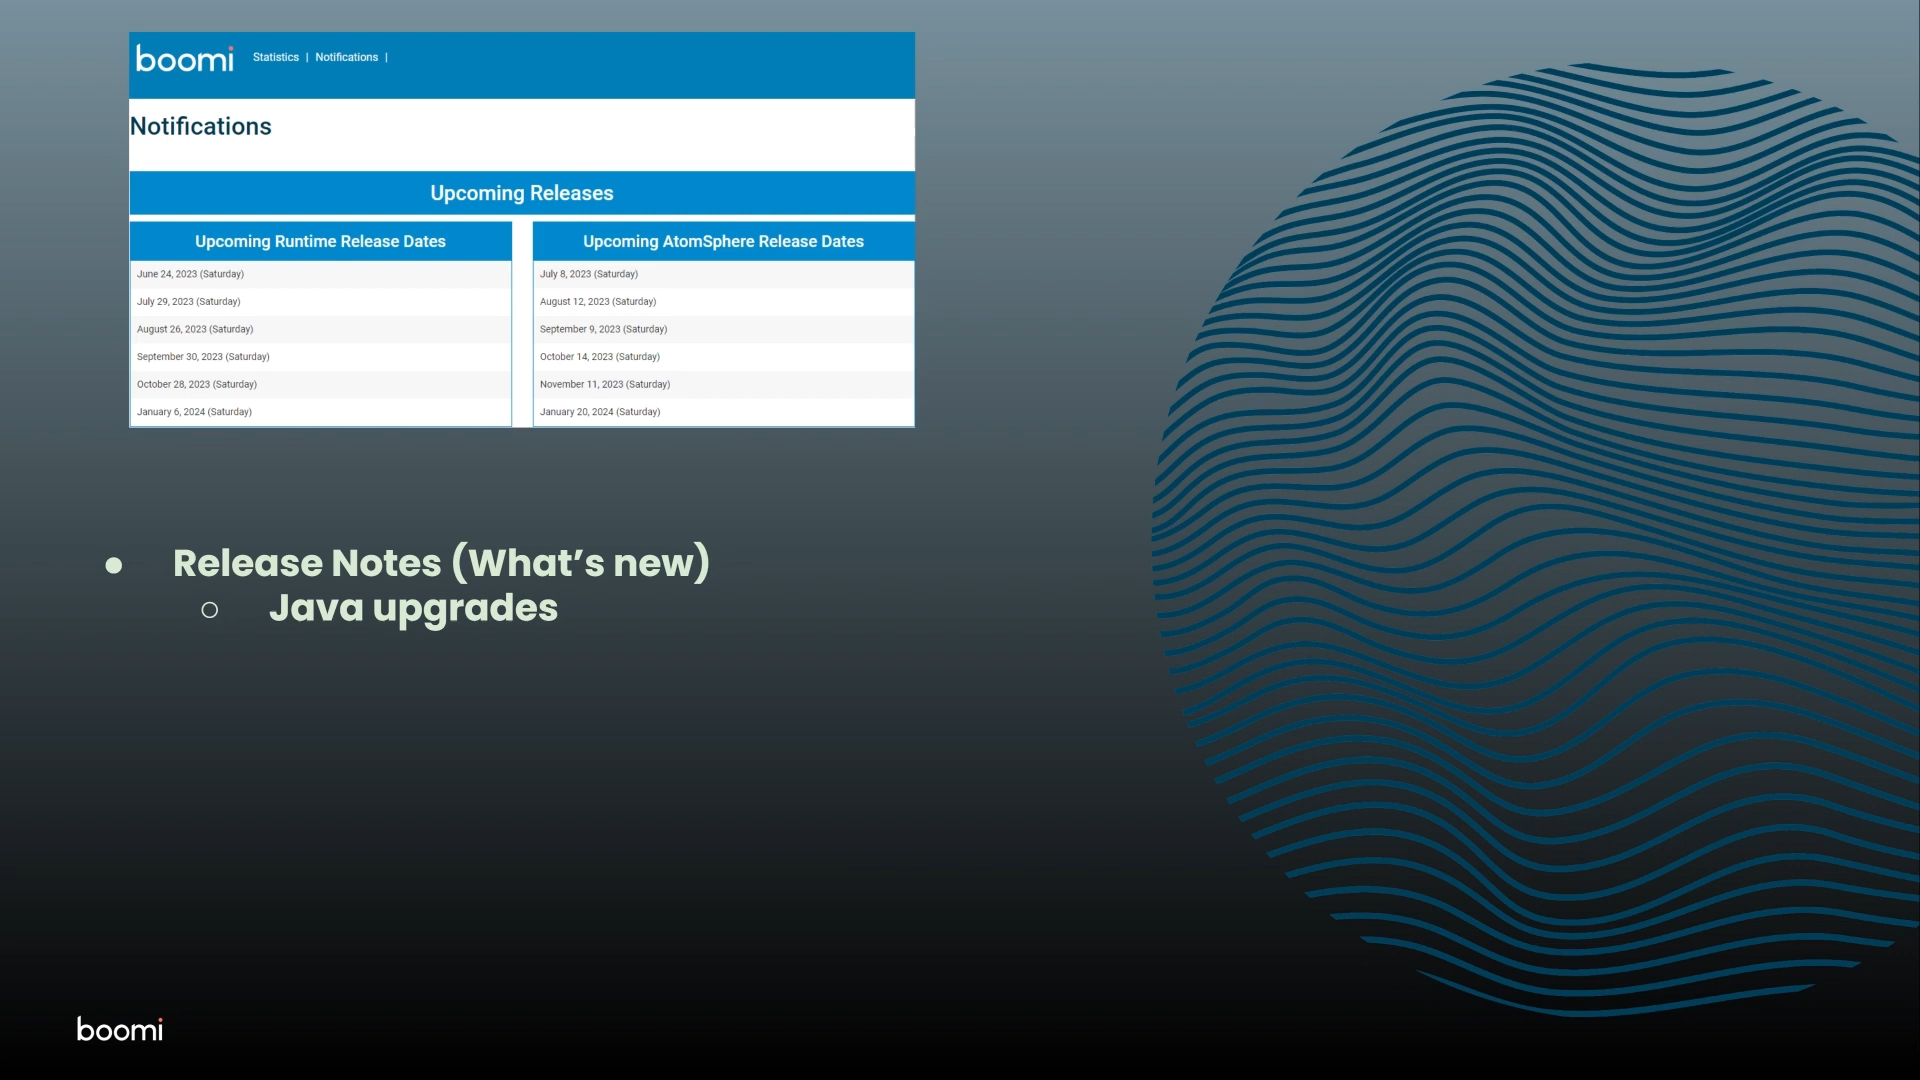 boomi Statistics | Notifications |
Notifications
Upcoming Releases
Upcoming Runtime Release Dates
June 24, 2023 (Saturday)
July 29, 2023 (Saturday)
August 26, 2023 (Saturday)
September 30, 2023 (Saturday)
October 28, 2023 (Saturday)
January 6, 2024 (Saturday)
Upcoming AtomSphere Release Dates
July 8, 2023 (Saturday)
August 12, 2023 (Saturday)
September 9, 2023 (Saturday)
October 14, 2023 (Saturday)
November 11, 2023 (Saturday)
January 20, 2024 (Saturday)
● Release Notes (What’s new)
○ Java upgrades
boomi